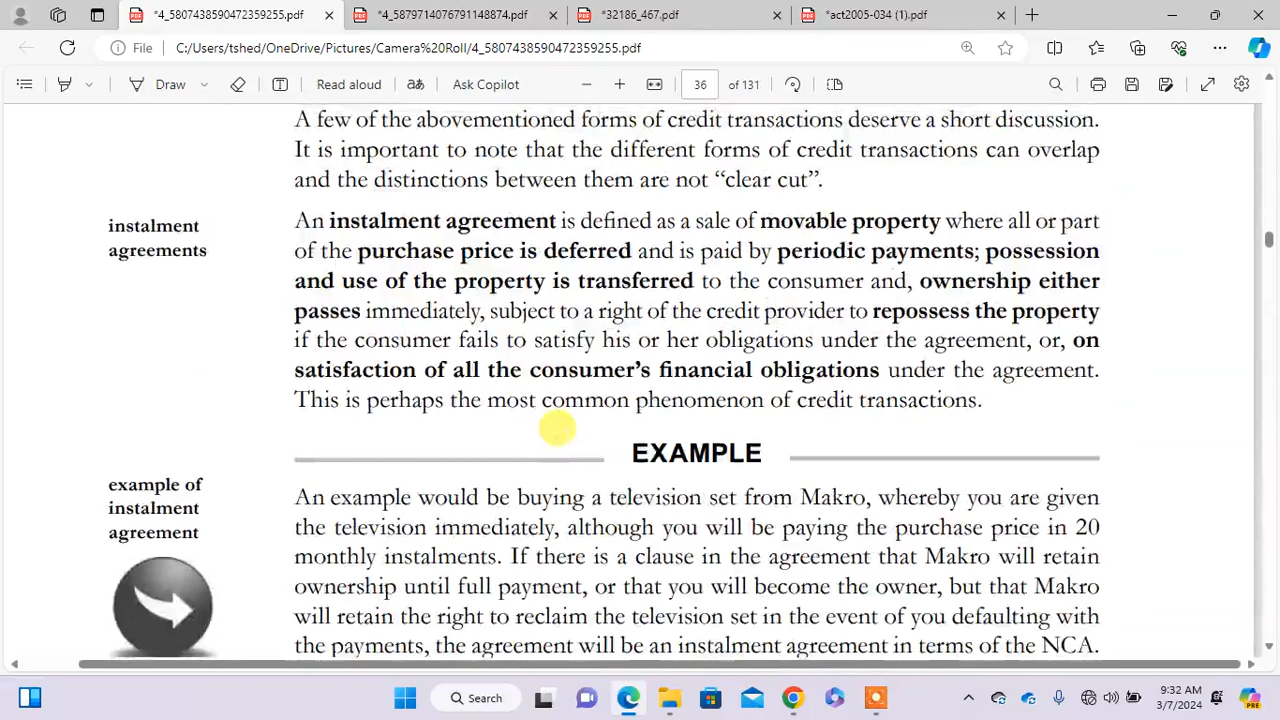 *4_5807438590472359255.pdf
*4_5797140767911488​74.pdf
*32186_467.pdf
*act2005-034 (1).pdf
File
C:/Users/tshed/OneDrive/Pictures/Camera%20Roll/4_5807438590472359255.pdf
Draw
Read aloud
aあ
Ask Copilot
36
of 131
A few of the abovementioned forms of credit transactions deserve a short discussion.
It is important to note that the different forms of credit transactions can overlap
and the distinctions between them are not “clear cut”.
instalment
agreements
An instalment agreement is defined as a sale of movable property where all or part
of the purchase price is deferred and is paid by periodic payments; possession
and use of the property is transferred to the consumer and, ownership either
passes immediately, subject to a right of the credit provider to repossess the property
if the consumer fails to satisfy his or her obligations under the agreement, or, on
satisfaction of all the consumer’s financial obligations under the agreement.
This is perhaps the most common phenomenon of credit transactions.
EXAMPLE
example of
instalment
agreement
An example would be buying a television set from Makro, whereby you are given
the television immediately, although you will be paying the purchase price in 20
monthly instalments. If there is a clause in the agreement that Makro will retain
ownership until full payment, or that you will become the owner, but that Makro
will retain the right to reclaim the television set in the event of you defaulting with
the payments, the agreement will be an instalment agreement in terms of the NCA.
Search
9:32 AM
3/7/2024
PRE